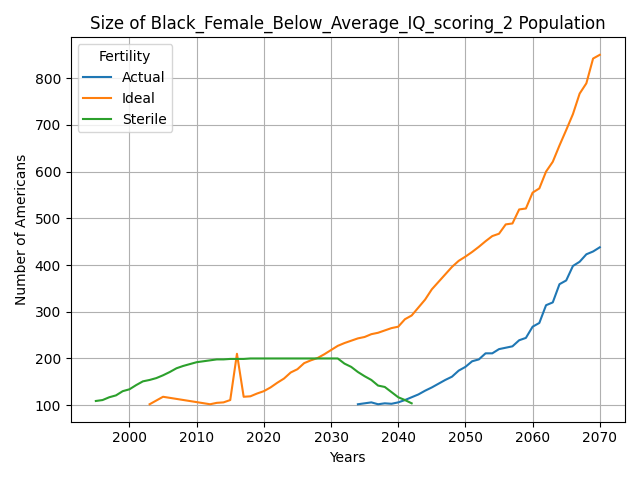 Size of Black_Female_Below_Average_IQ_scoring_2 Population
Fertility
Actual
Ideal
Sterile
Number of Americans
800
700
600
500
400
300
200
100
2000 2010 2020 2030 2040 2050 2060 2070
Years